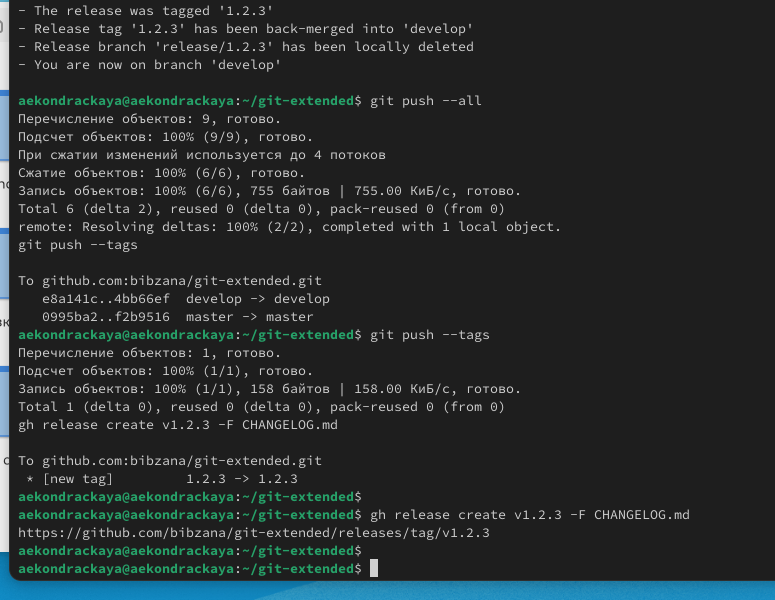 - The release was tagged '1.2.3'
- Release tag '1.2.3' has been back-merged into 'develop'
- Release branch 'release/1.2.3' has been locally deleted
- You are now on branch 'develop'
aekondrackaya@aekondrackaya:~/git-extended$ git push --all
Перечисление объектов: 9, готово.
Подсчет объектов: 100% (9/9), готово.
При сжатии изменений используется до 4 потоков
Сжатие объектов: 100% (6/6), готово.
Запись объектов: 100% (6/6), 755 байтов | 755.00 КиБ/с, готово.
Total 6 (delta 2), reused 0 (delta 0), pack-reused 0 (from 0)
remote: Resolving deltas: 100% (2/2), completed with 1 local object.
git push --tags
To github.com:bibzana/git-extended.git
   e8a141c..4bb66ef  develop -> develop
   0995ba2..f2b9516  master -> master
aekondrackaya@aekondrackaya:~/git-extended$ git push --tags
Перечисление объектов: 1, готово.
Подсчет объектов: 100% (1/1), готово.
Запись объектов: 100% (1/1), 158 байтов | 158.00 КиБ/с, готово.
Total 1 (delta 0), reused 0 (delta 0), pack-reused 0 (from 0)
gh release create v1.2.3 -F CHANGELOG.md
To github.com:bibzana/git-extended.git
 * [new tag]         1.2.3 -> 1.2.3
aekondrackaya@aekondrackaya:~/git-extended$
aekondrackaya@aekondrackaya:~/git-extended$ gh release create v1.2.3 -F CHANGELOG.md
https://github.com/bibzana/git-extended/releases/tag/v1.2.3
aekondrackaya@aekondrackaya:~/git-extended$
aekondrackaya@aekondrackaya:~/git-extended$